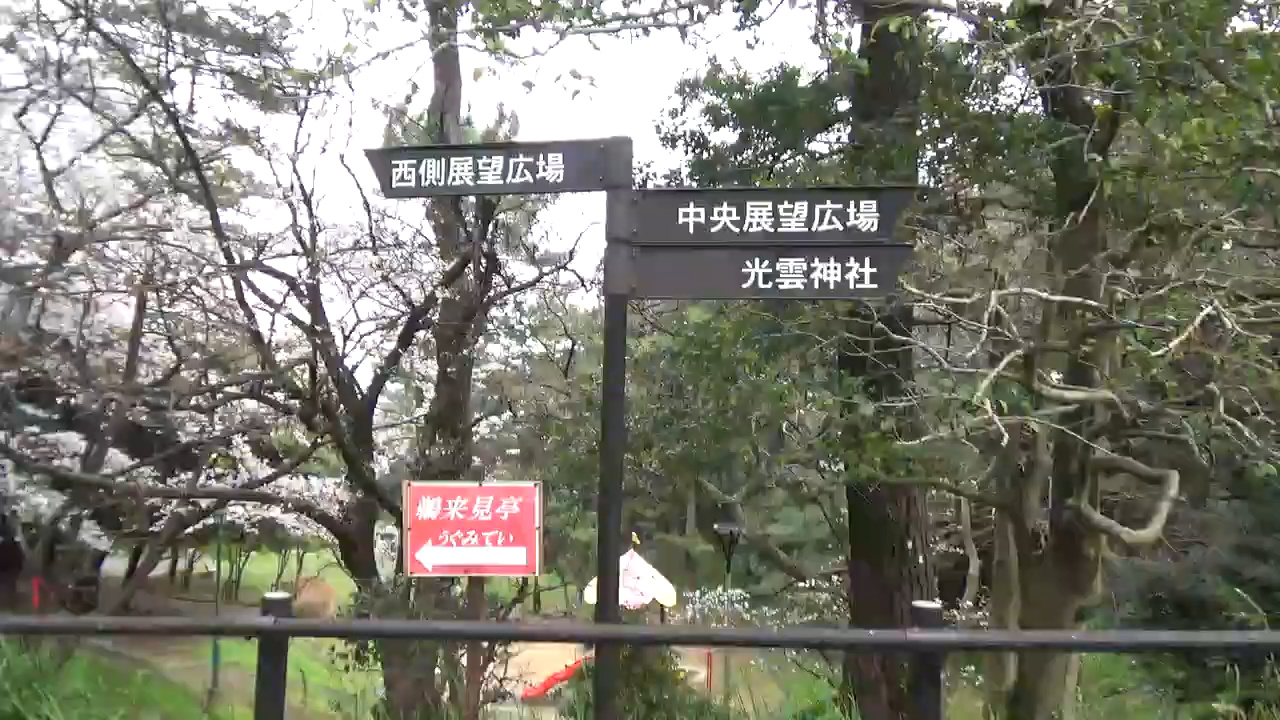 西側展望広場
中央展望広場
光雲神社
鵜来見亭
うぐみてい